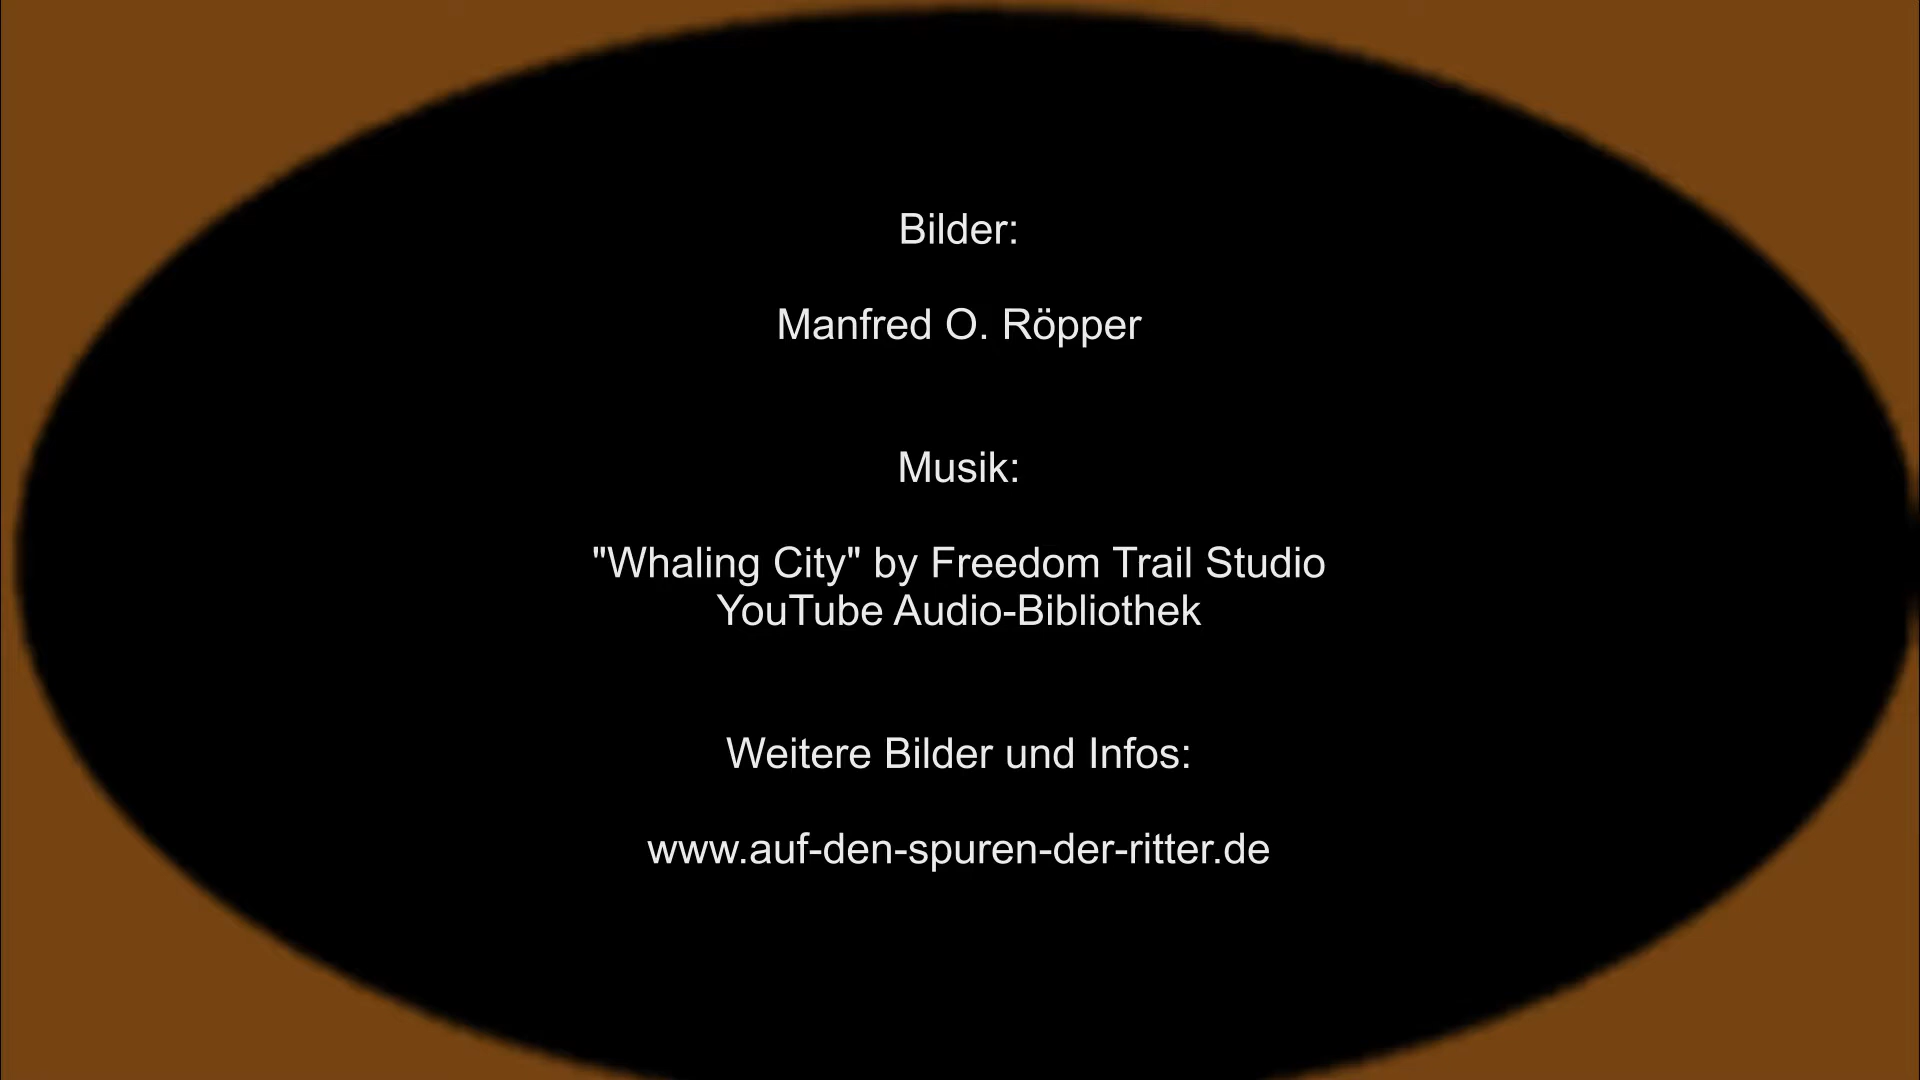 Bilder:
Manfred O. Röpper
Musik:
"Whaling City" by Freedom Trail Studio
YouTube Audio-Bibliothek
Weitere Bilder und Infos:
www.auf-den-spuren-der-ritter.de